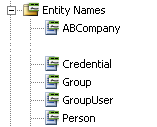 Entity Names
ABCompany
Credential
Group
GroupUser
Person